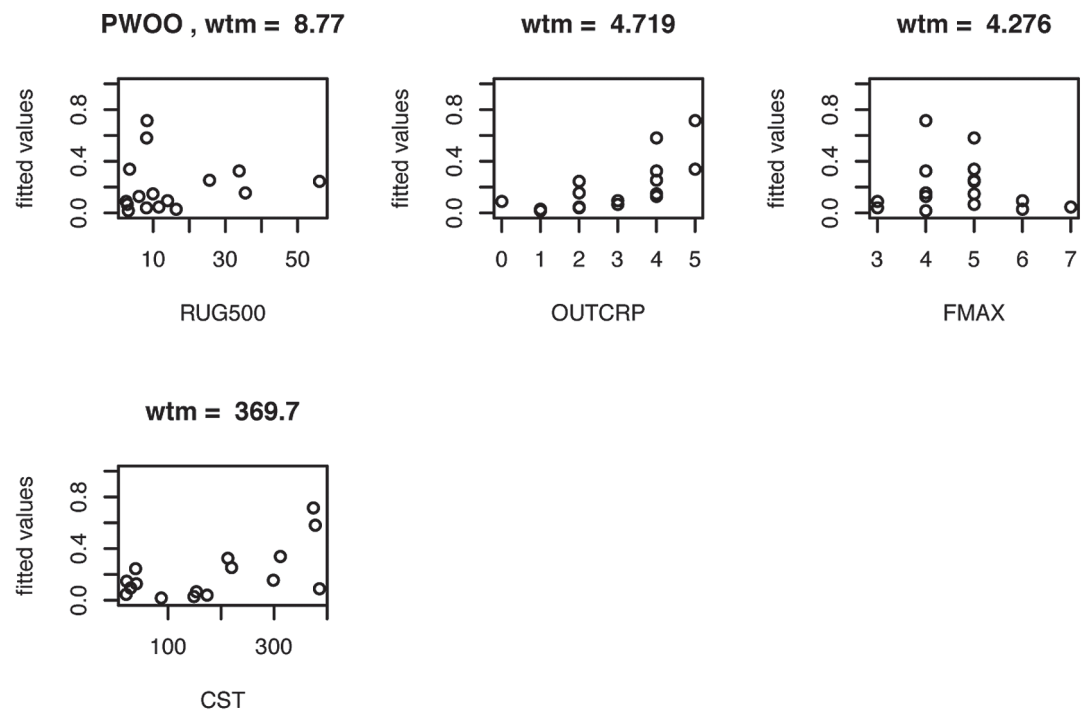 PWOO , wtm = 8.77
fitted values
0.0 0.4 0.8
10 30 50
RUG500
wtm = 4.719
fitted values
0.0 0.4 0.8
0 1 2 3 4 5
OUTCRP
wtm = 4.276
fitted values
0.0 0.4 0.8
3 4 5 6 7
FMAX
wtm = 369.7
fitted values
0.0 0.4 0.8
100 300
CST